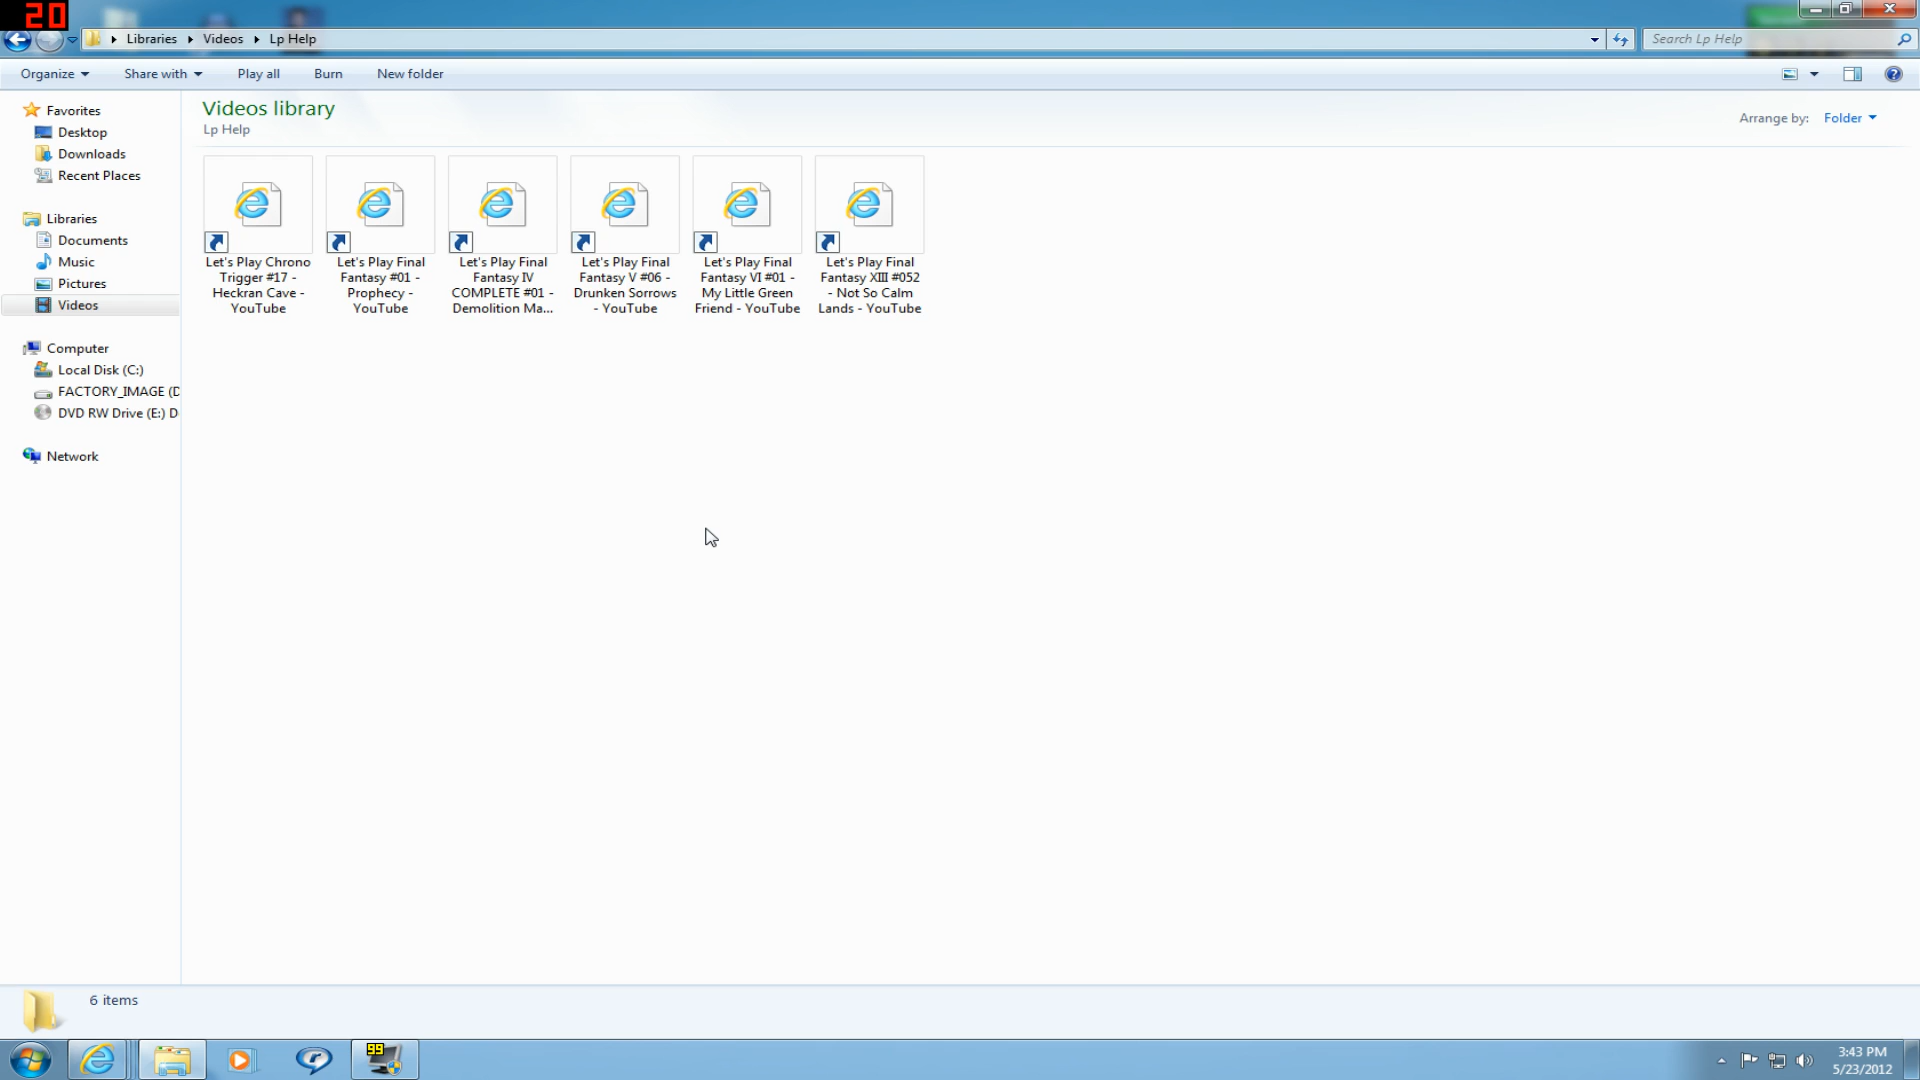 20
Libraries Videos Lp Help
Search Lp Help
Organize Share with Play all Burn New folder
Favorites
Desktop
Downloads
Recent Places
Libraries
Documents
Music
Pictures
Videos
Computer
Local Disk (C:)
FACTORY_IMAGE (D
DVD RW Drive (E:) D
Network
Videos library
Lp Help
Arrange by: Folder
Let's Play Chrono
Trigger #17 -
Heckran Cave -
YouTube
Let's Play Final
Fantasy #01 -
Prophecy -
YouTube
Let's Play Final
Fantasy IV
COMPLETE #01 -
Demolition Ma...
Let's Play Final
Fantasy V #06 -
Drunken Sorrows
- YouTube
Let's Play Final
Fantasy VI #01 -
My Little Green
Friend - YouTube
Let's Play Final
Fantasy XIII #052
- Not So Calm
Lands - YouTube
6 items
99
3:43 PM
5/23/2012